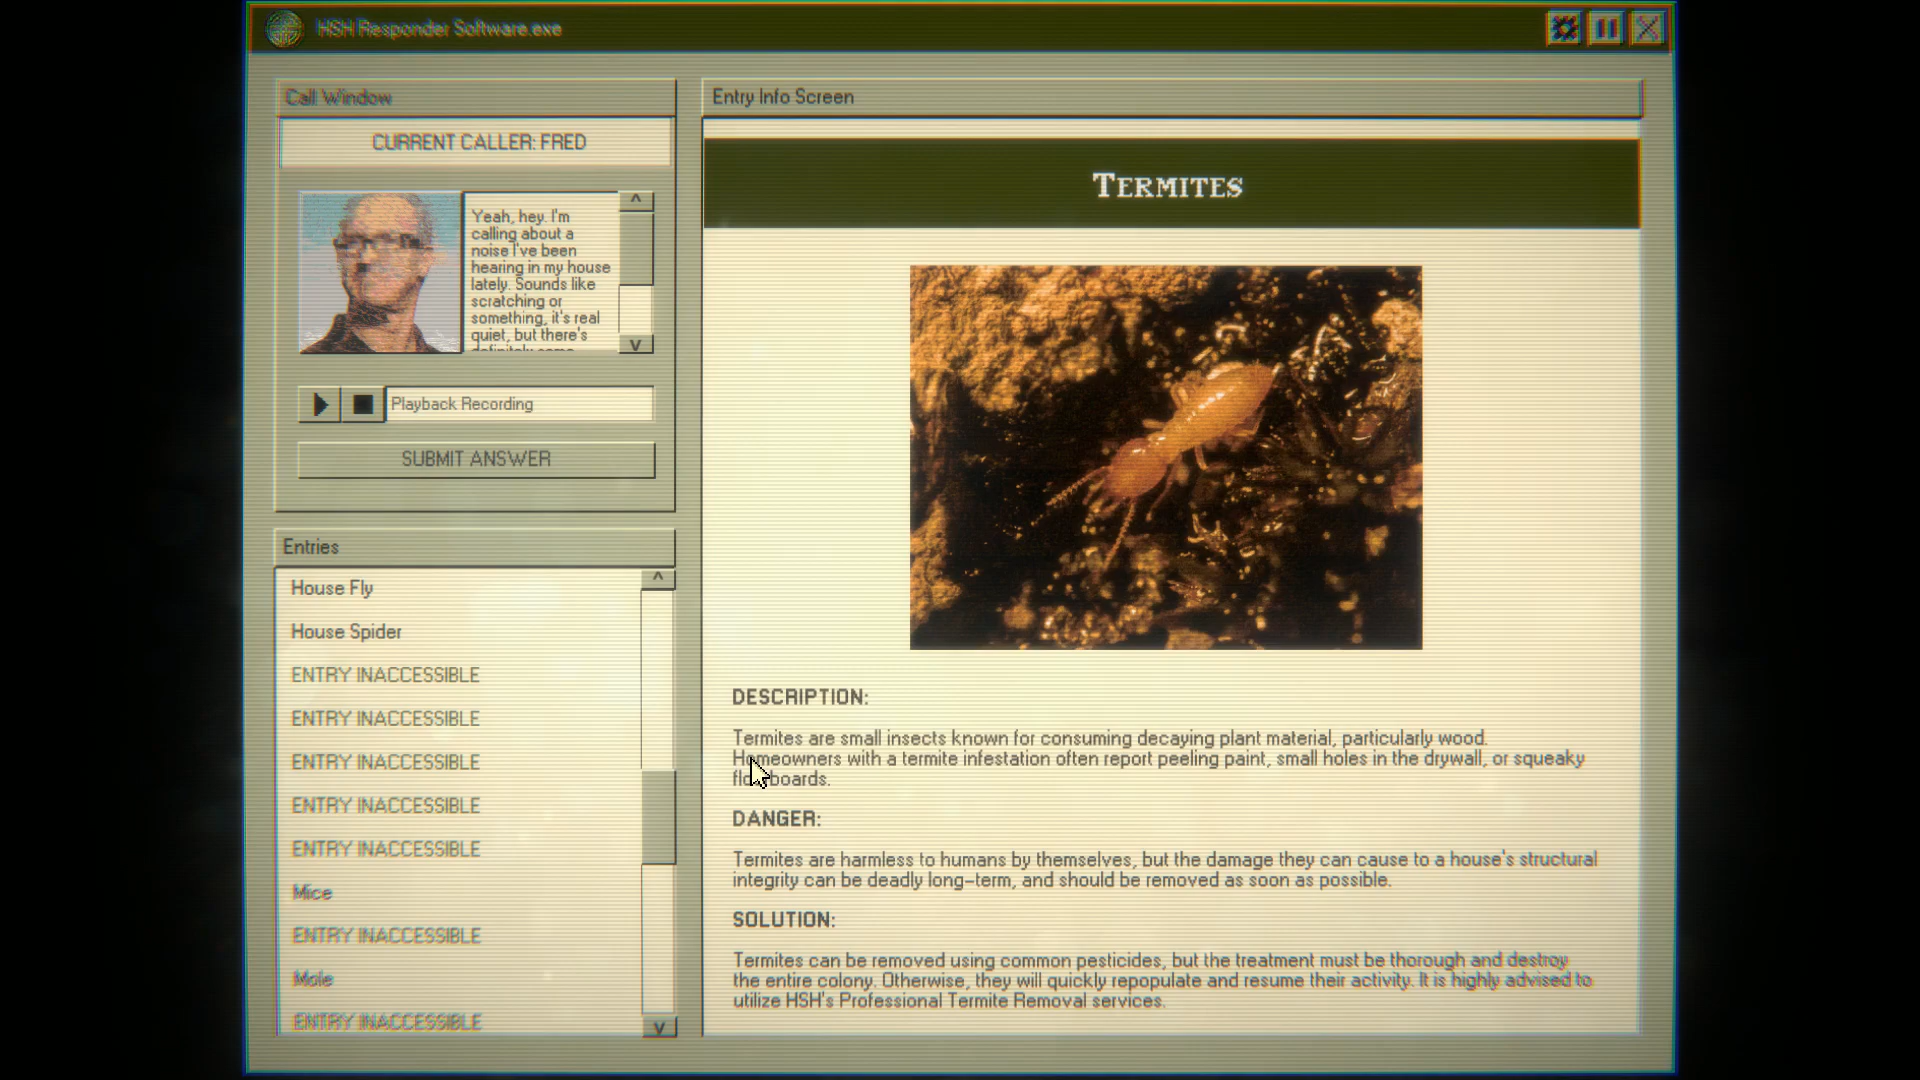 HSH Responder Software.exe
Call Window
CURRENT CALLER: FRED
Yeah, hey. I'm
calling about a
noise I've been
hearing in my house
lately. Sounds like
scratching or
something, it's real
quiet, but there's
definitely some
Playback Recording
SUBMIT ANSWER
Entries
House Fly
House Spider
ENTRY INACCESSIBLE
ENTRY INACCESSIBLE
ENTRY INACCESSIBLE
ENTRY INACCESSIBLE
ENTRY INACCESSIBLE
Mice
ENTRY INACCESSIBLE
Mole
ENTRY INACCESSIBLE
Entry Info Screen
TERMITES
DESCRIPTION:
Termites are small insects known for consuming decaying plant material, particularly wood.
Homeowners with a termite infestation often report peeling paint, small holes in the drywall, or squeaky
floorboards.
DANGER:
Termites are harmless to humans by themselves, but the damage they can cause to a house's structural
integrity can be deadly long-term, and should be removed as soon as possible.
SOLUTION:
Termites can be removed using common pesticides, but the treatment must be thorough and destroy
the entire colony. Otherwise, they will quickly repopulate and resume their activity. It is highly advised to
utilize HSH's Professional Termite Removal services.